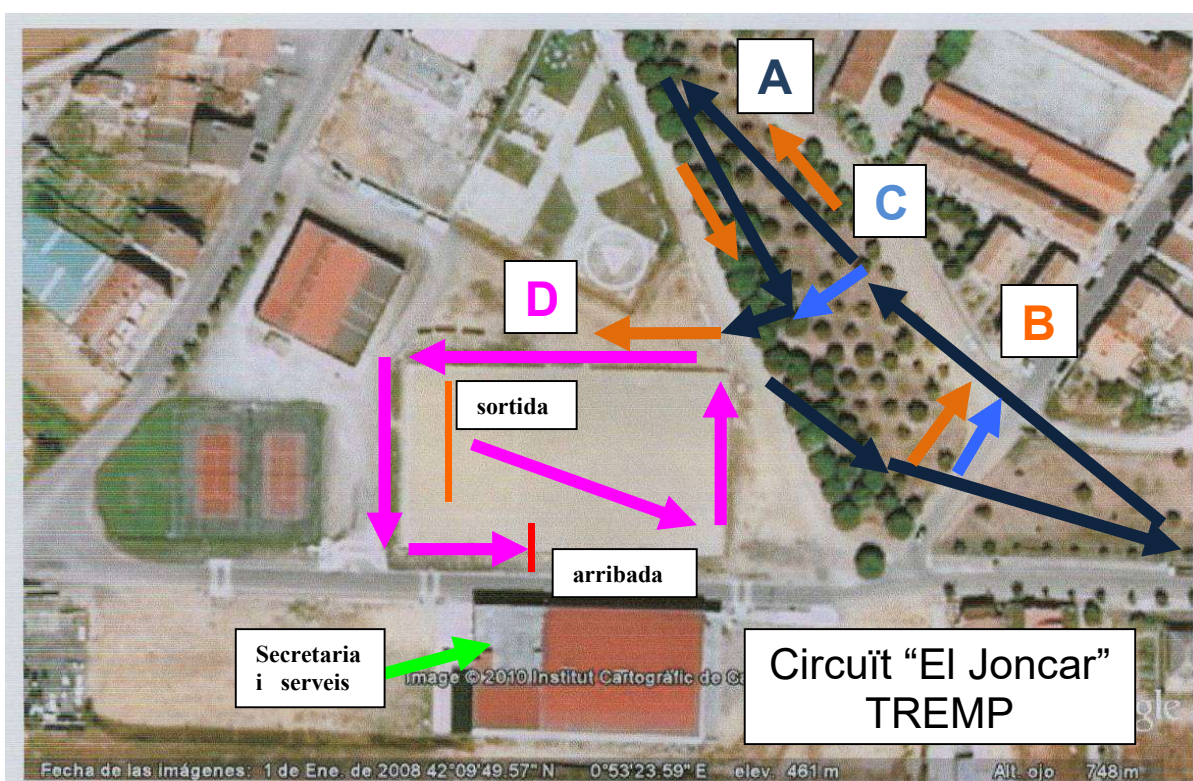 A
C
D
B
sortida
arribada
Secretaria
i serveis
Image © 2010 Institut Cartogràfic de Ca
Circuït “El Joncar”
TREMP
gle
Fecha de las imágenes: 1 de Ene. de 2008 42°09'49.57" N 0°53'23.59" E elev. 461 m Alt. ojo 748 m